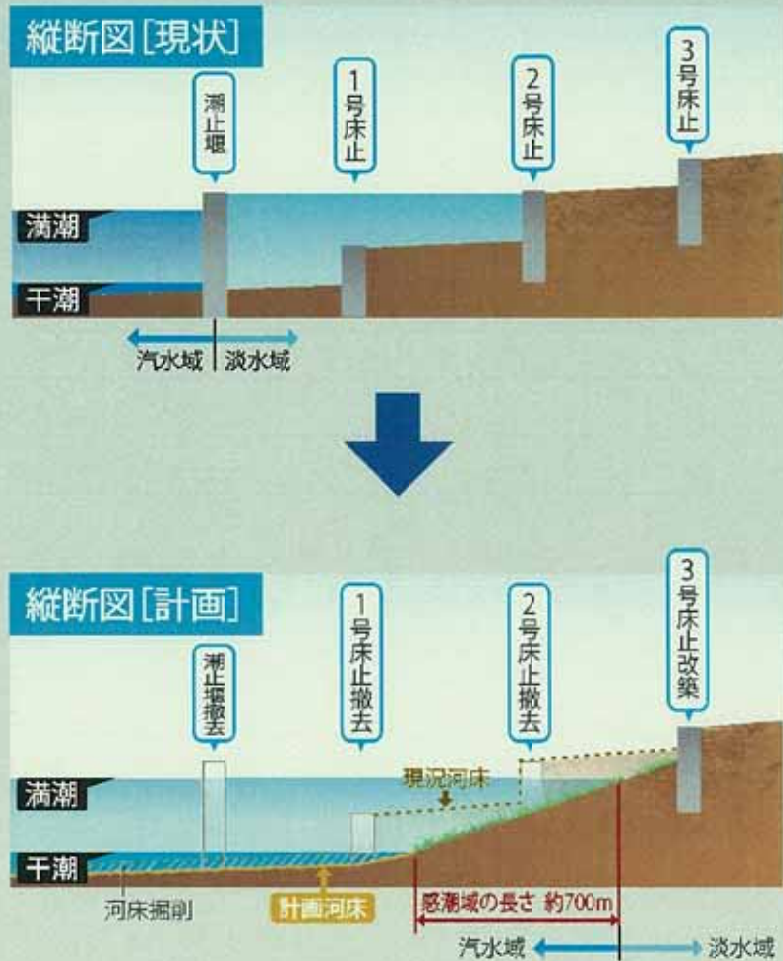 縦断図[現状]
潮止堰
1号床止
2号床止
3号床止
満潮
干潮
汽水域
淡水域
縦断図[計画]
潮止堰撤去
1号床止撤去
2号床止撤去
3号床止改築
現況河床
満潮
干潮
河床掘削
計画河床
感潮域の長さ 約700m
汽水域
淡水域